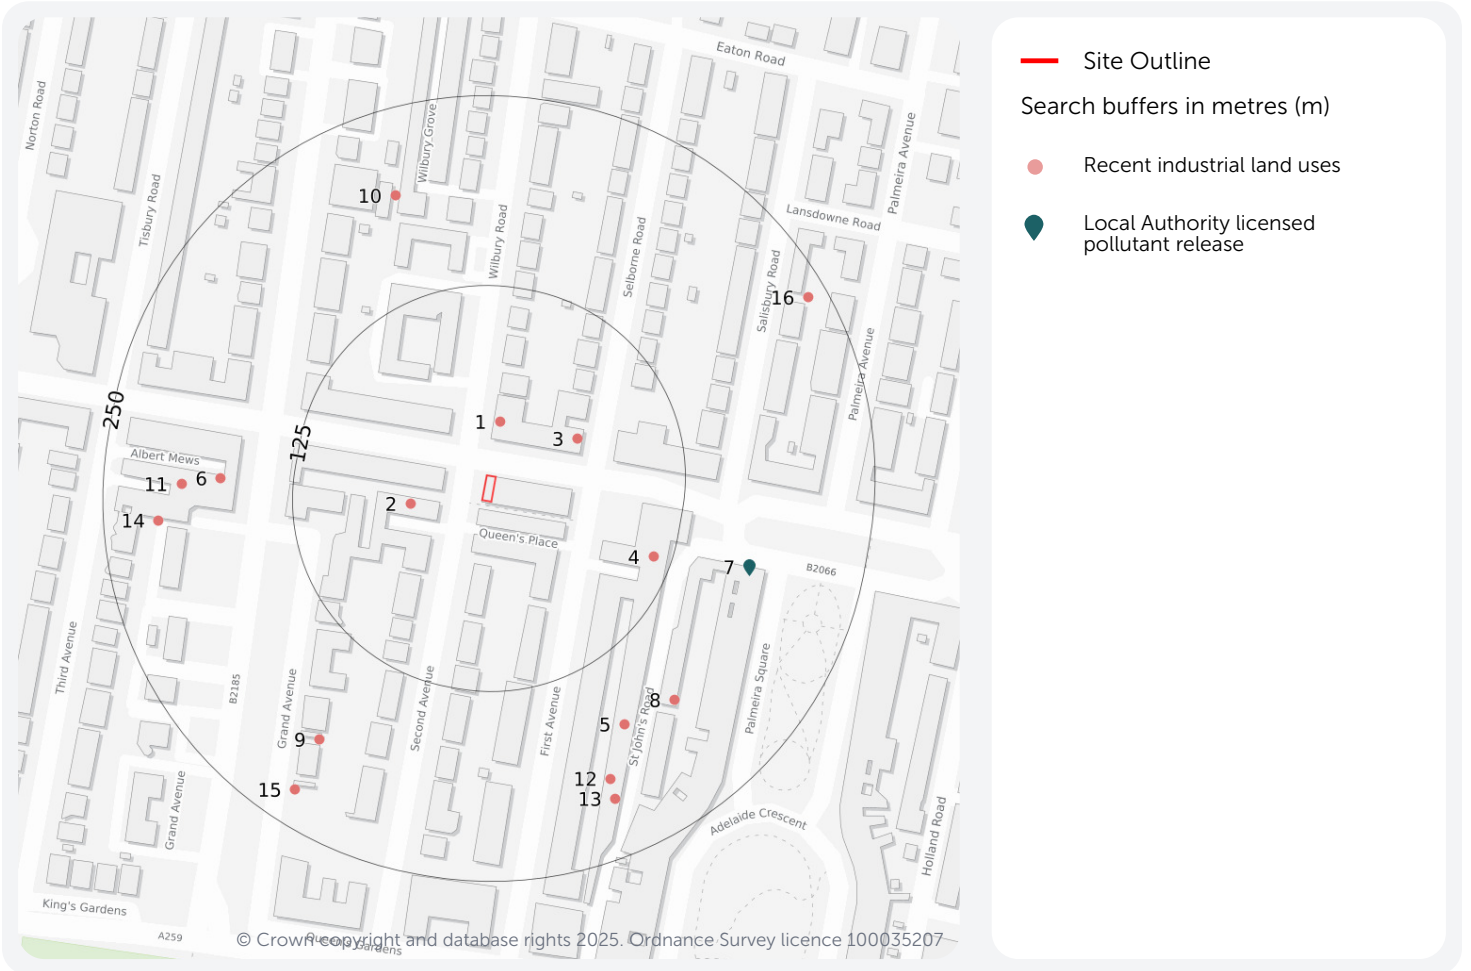 Eaton Road
Norton Road
Wilbury Grove
Palmeira Avenue
Tisbury Road
10
Wilbury Road
Lansdowne Road
Selborne Road
Salisbury Road
16
Palmeira Avenue
250
125
1
3
Albert Mews
11
6
2
14
Queen's Place
4
7
B2066
Third Avenue
B2185
Grand Avenue
Second Avenue
First Avenue
St John's Road
Palmeira Square
8
5
9
12
15
13
Grand Avenue
Adelaide Crescent
Holland Road
King's Gardens
A259
Queen's Gardens
© Crown copyright and database rights 2025. Ordnance Survey licence 100035207
Site Outline
Search buffers in metres (m)
Recent industrial land uses
Local Authority licensed
pollutant release